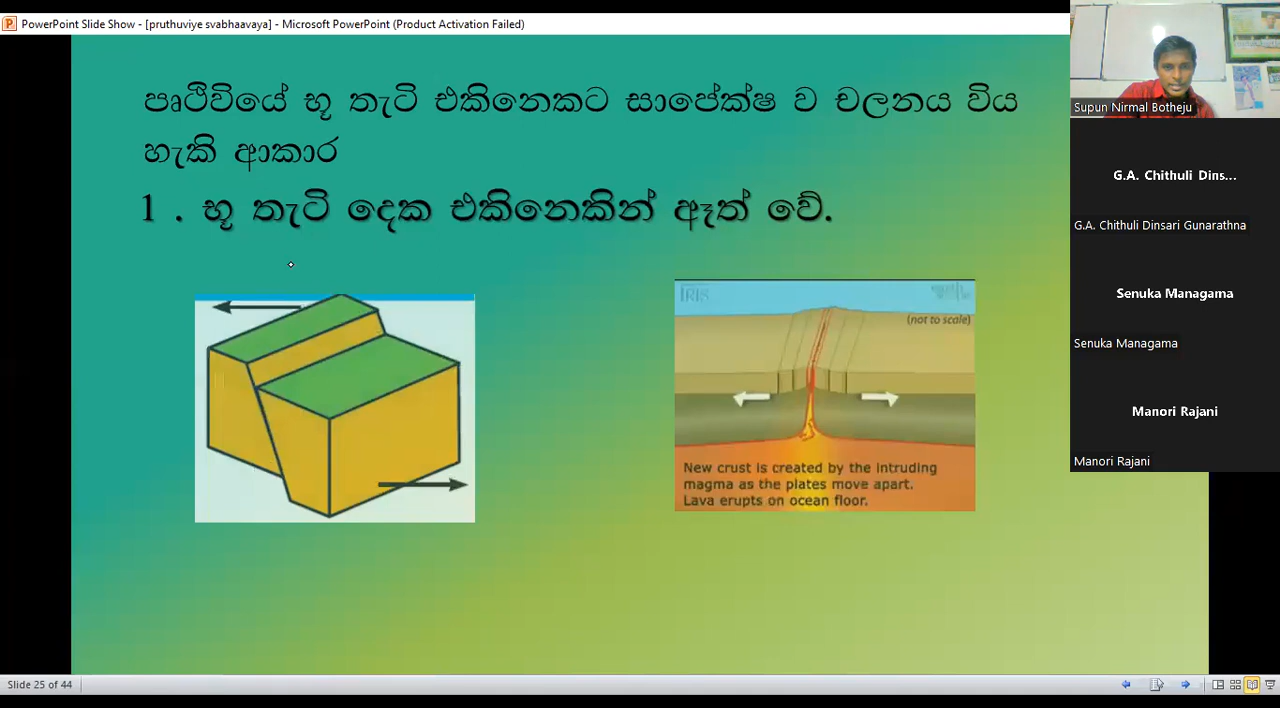 PowerPoint Slide Show - [pruthuviye svabhaavaya] - Microsoft PowerPoint (Product Activation Failed)
පෘථිවියේ භූ තැටි එකිනෙකට සාපේක්ෂ ව චලනය විය
හැකි ආකාර
1 . භූ තැටි දෙක එකිනෙකින් ඈත් වේ.
IRIS
(not to scale)
New crust is created by the intruding
magma as the plates move apart.
Lava erupts on ocean floor.
Supun Nirmal Botheju
G.A. Chithuli Dins...
G.A. Chithuli Dinsari Gunarathna
Senuka Managama
Senuka Managama
Manori Rajani
Manori Rajani
Slide 25 of 44